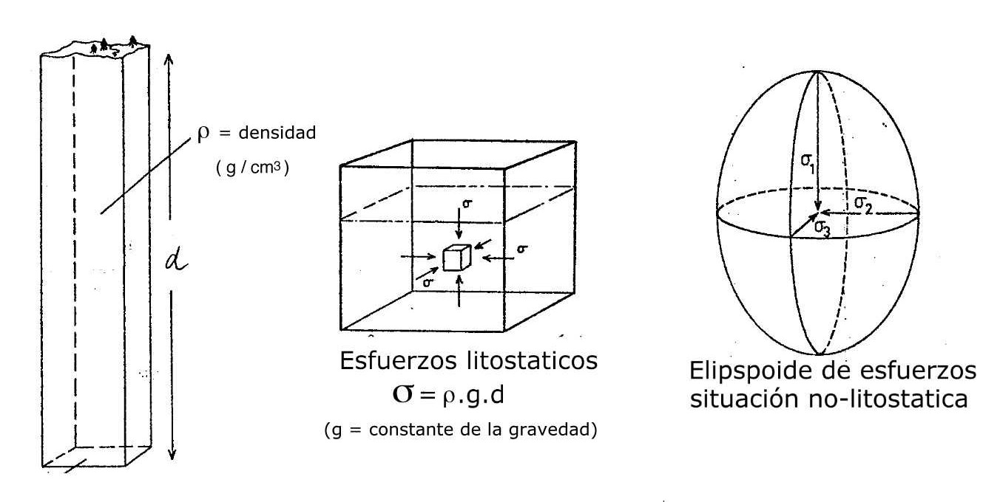 ρ = densidad
( g / cm³ )
d
σ
σ
σ
Esfuerzos litostaticos
σ = ρ.g.d
(g = constante de la gravedad)
σ₁
σ₂
σ₃
Elipspoide de esfuerzos
situación no-litostatica